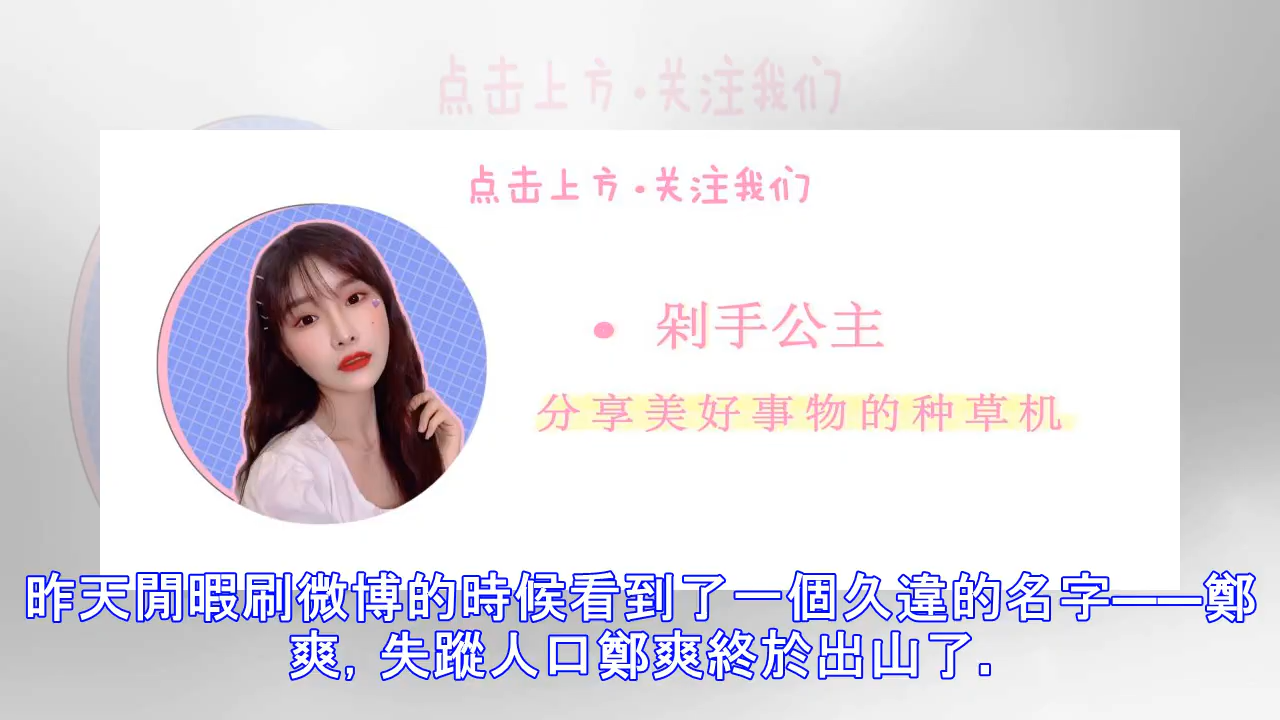 点击上方·关注我们
点击上方·关注我们
• 剁手公主
分享美好事物的种草机
昨天閒暇刷微博的時候看到了一個久違的名字——鄭
爽, 失蹤人口鄭爽終於出山了.